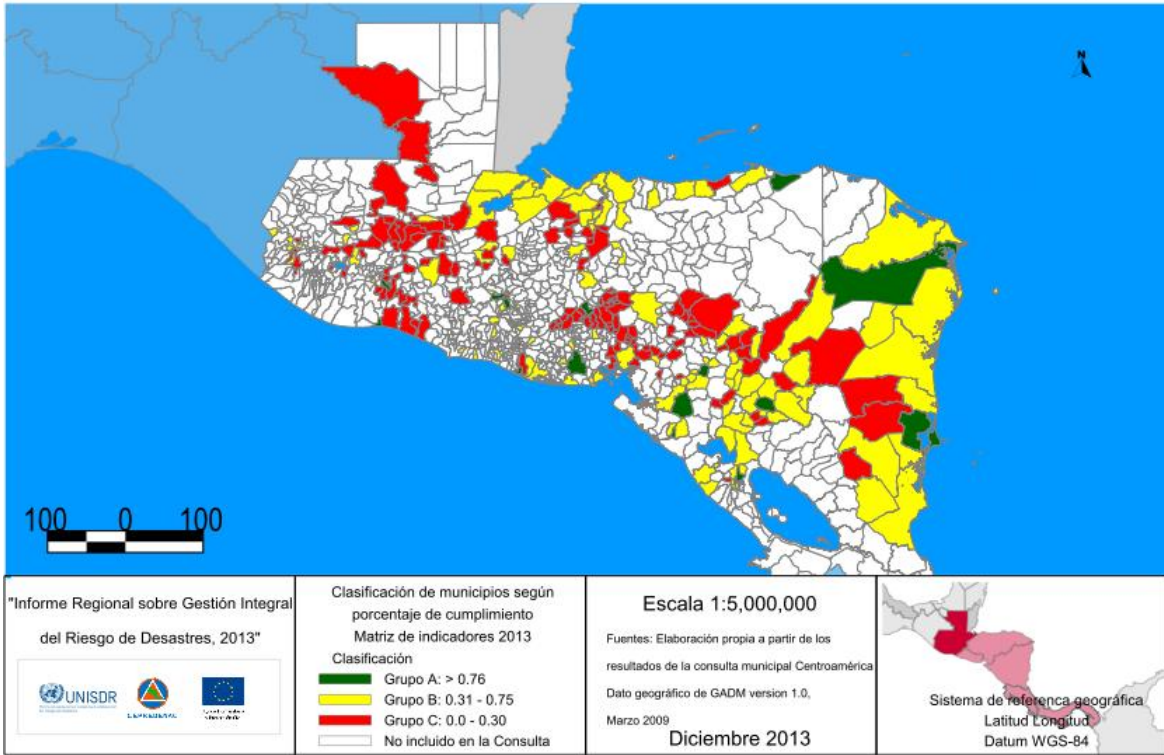 N
100 0 100
"Informe Regional sobre Gestión Integral
del Riesgo de Desastres, 2013"
UNISDR
CEPREDENAC
Clasificación de municipios según
porcentaje de cumplimiento
Matriz de indicadores 2013
Clasificación
Grupo A: > 0.76
Grupo B: 0.31 - 0.75
Grupo C: 0.0 - 0.30
No incluido en la Consulta
Escala 1:5,000,000
Fuentes: Elaboración propia a partir de los
resultados de la consulta municipal Centroamérica
Dato geográfico de GADM version 1.0,
Marzo 2009
Diciembre 2013
Sistema de referenca geográfica
Latitud Longitud
Datum WGS-84